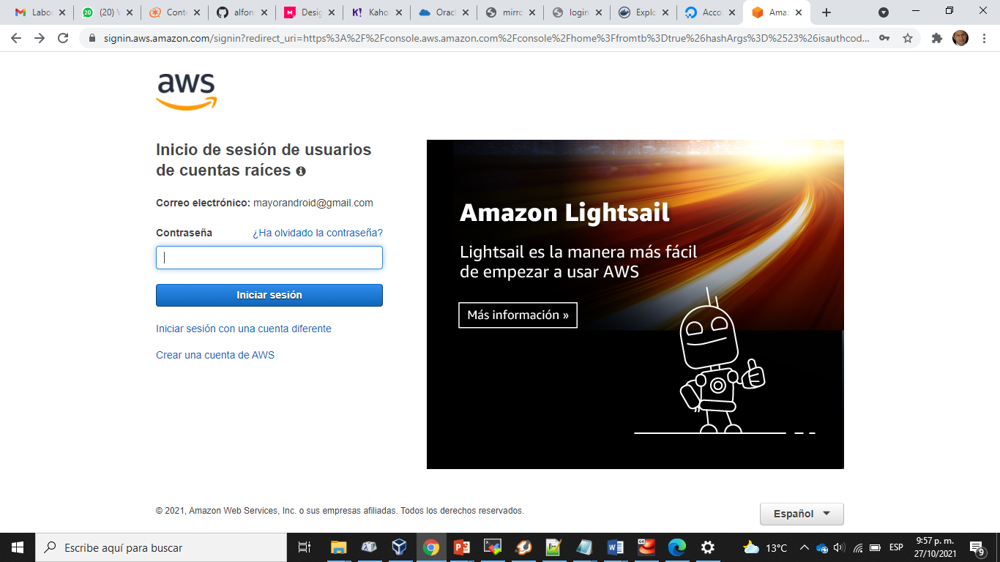 Labor
(20) V
Conte
alfon
Desig
Kaho
Oracl
mirro
login
Explo
Acco
Ama
signin.aws.amazon.com/signin?redirect_uri=https%3A%2F%2Fconsole.aws.amazon.com%2Fconsole%2Fhome%3Ffromtb%3Dtrue%26hashArgs%3D%2523%26isauthcod...
aws
Inicio de sesión de usuarios
de cuentas raíces
Correo electrónico: mayorandroid@gmail.com
Contraseña ¿Ha olvidado la contraseña?
Iniciar sesión
Iniciar sesión con una cuenta diferente
Crear una cuenta de AWS
Amazon Lightsail
Lightsail es la manera más fácil
de empezar a usar AWS
Más información »
© 2021, Amazon Web Services, Inc. o sus empresas afiliadas. Todos los derechos reservados.
Español
Escribe aquí para buscar
13°C
ESP
9:57 p. m.
27/10/2021
9